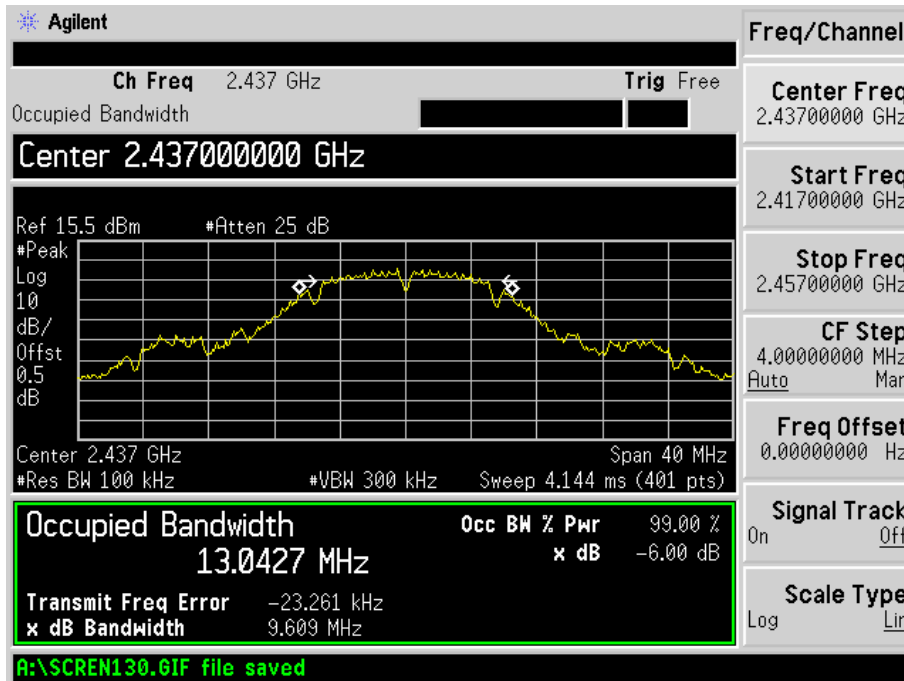 Agilent
Freq/Channel
Ch Freq 2.437 GHz Trig Free
Occupied Bandwidth
Center 2.437000000 GHz
Ref 15.5 dBm #Atten 25 dB
#Peak
Log
10
dB/
Offst
0.5
dB
Center 2.437 GHz Span 40 MHz
#Res BW 100 kHz #VBW 300 kHz Sweep 4.144 ms (401 pts)
Occupied Bandwidth
13.0427 MHz
Occ BW % Pwr 99.00 %
x dB -6.00 dB
Transmit Freq Error -23.261 kHz
x dB Bandwidth 9.609 MHz
A:\SCREN130.GIF file saved
Center Freq
2.43700000 GHz
Start Freq
2.41700000 GHz
Stop Freq
2.45700000 GHz
CF Step
4.00000000 MHz
Auto Man
Freq Offset
0.00000000 Hz
Signal Track
On Off
Scale Type
Log Lin